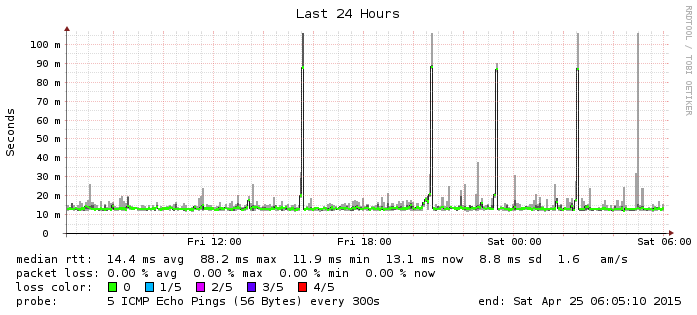 Last 24 Hours
RRDTOOL / TOBI OETIKER
Seconds
100 m
90 m
80 m
70 m
60 m
50 m
40 m
30 m
20 m
10 m
0
Fri 12:00 Fri 18:00 Sat 00:00 Sat 06:00
median rtt: 14.4 ms avg 88.2 ms max 11.9 ms min 13.1 ms now 8.8 ms sd 1.6 am/s
packet loss: 0.00 % avg 0.00 % max 0.00 % min 0.00 % now
loss color: 0 1/5 2/5 3/5 4/5
probe: 5 ICMP Echo Pings (56 Bytes) every 300s end: Sat Apr 25 06:05:10 2015